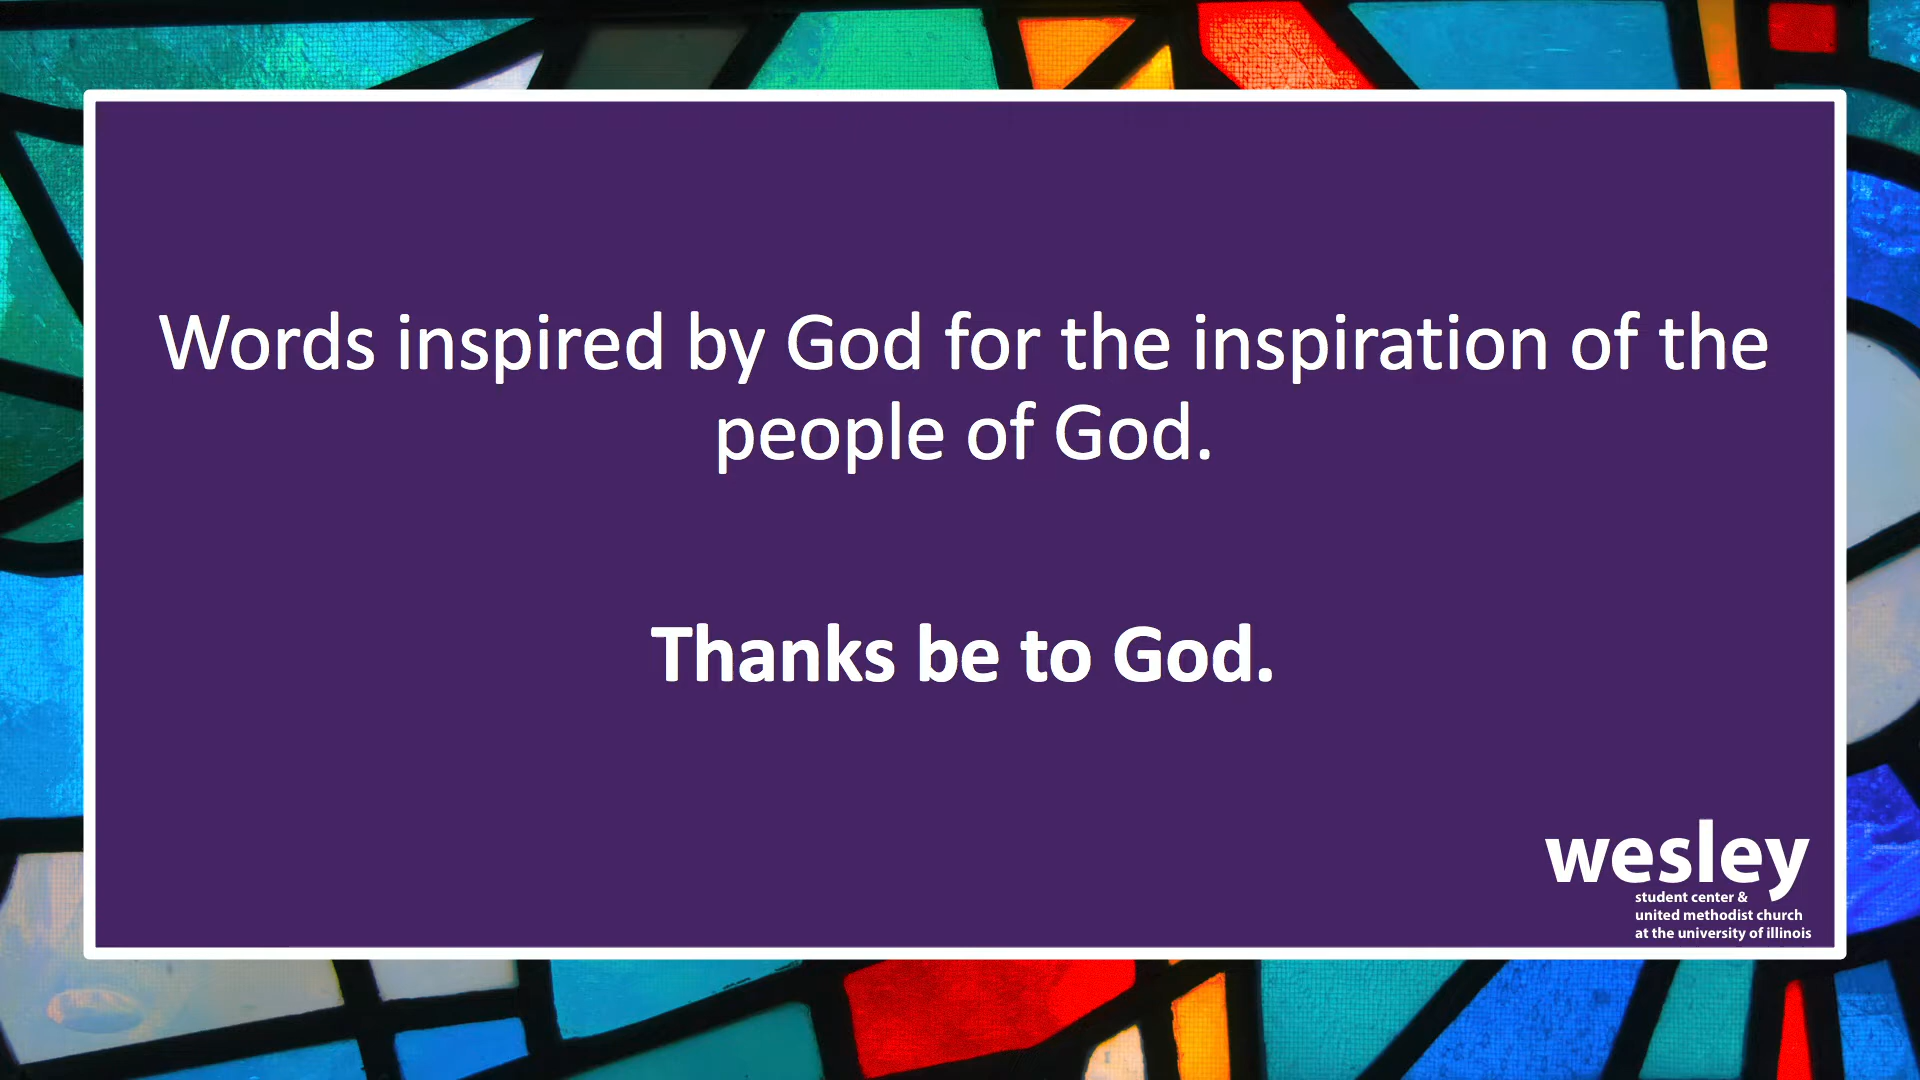 Words inspired by God for the inspiration of the
people of God.
Thanks be to God.
wesley
student center &
united methodist church
at the university of illinois